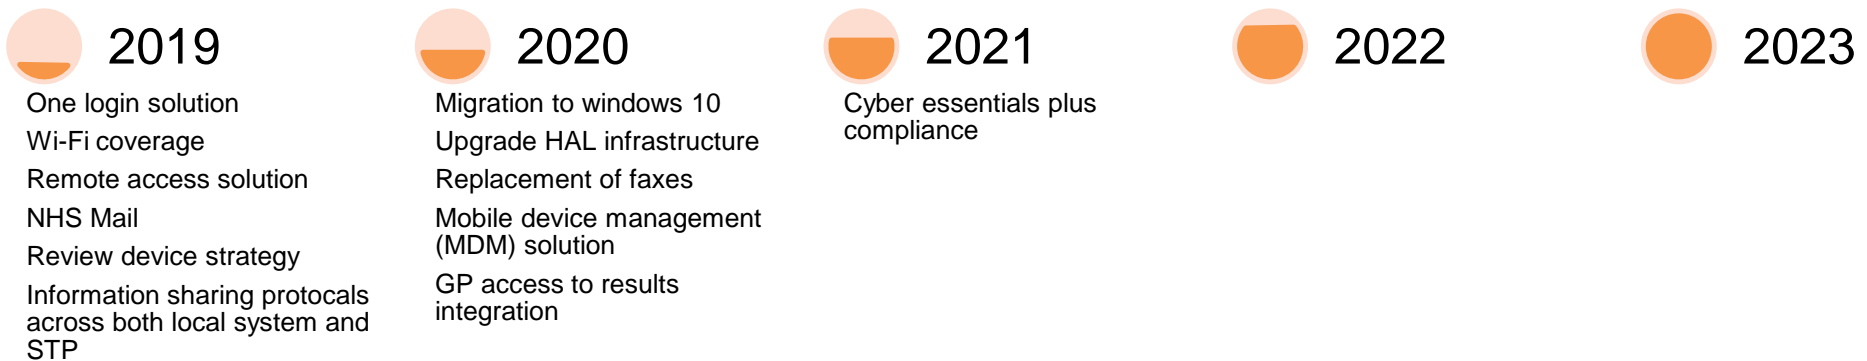 2019
One login solution
Wi-Fi coverage
Remote access solution
NHS Mail
Review device strategy
Information sharing protocals
across both local system and
STP
2020
Migration to windows 10
Upgrade HAL infrastructure
Replacement of faxes
Mobile device management
(MDM) solution
GP access to results
integration
2021
Cyber essentials plus
compliance
2022
2023